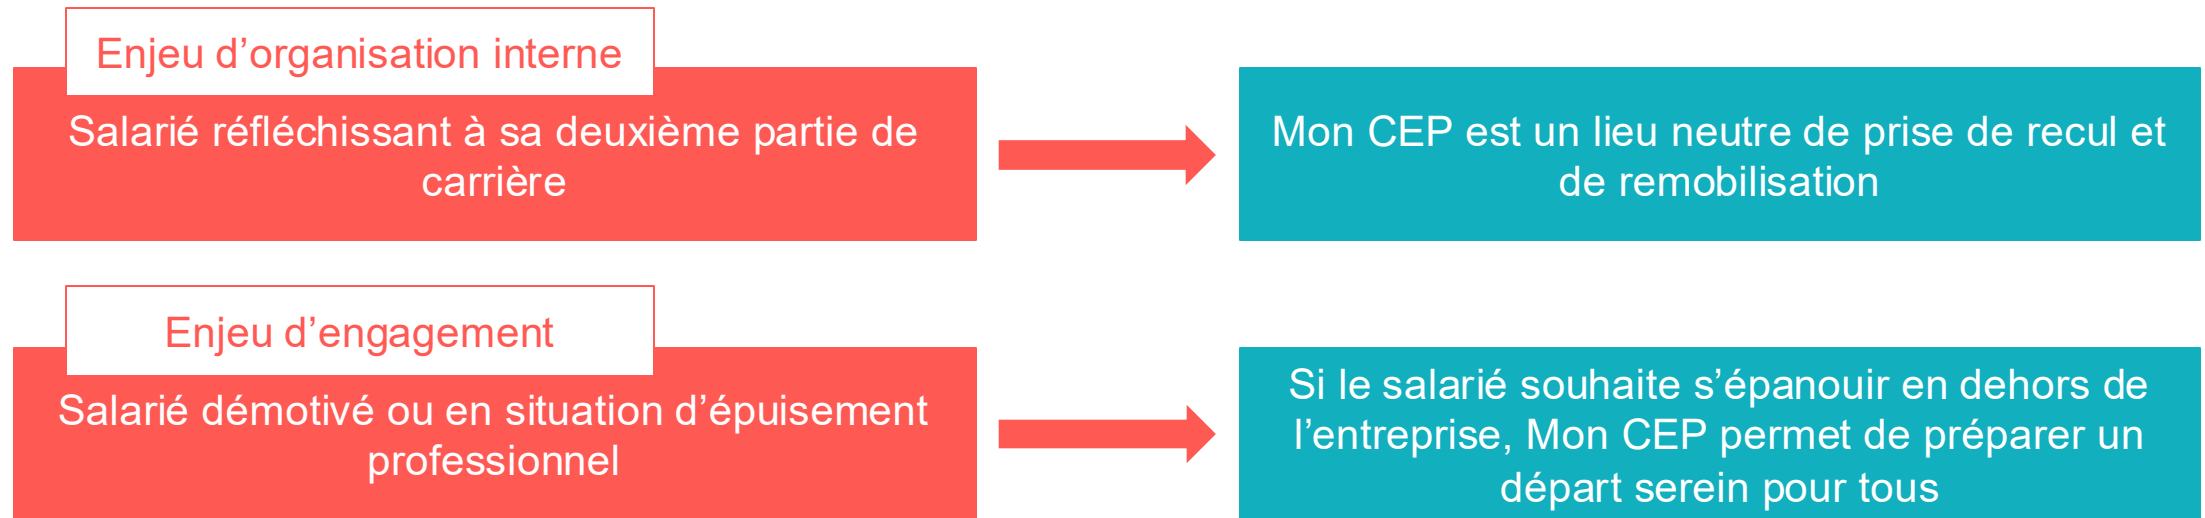 Enjeu d’organisation interne
Salarié réfléchissant à sa deuxième partie de
carrière
Mon CEP est un lieu neutre de prise de recul et
de remobilisation
Enjeu d’engagement
Salarié démotivé ou en situation d’épuisement
professionnel
Si le salarié souhaite s’épanouir en dehors de
l’entreprise, Mon CEP permet de préparer un
départ serein pour tous